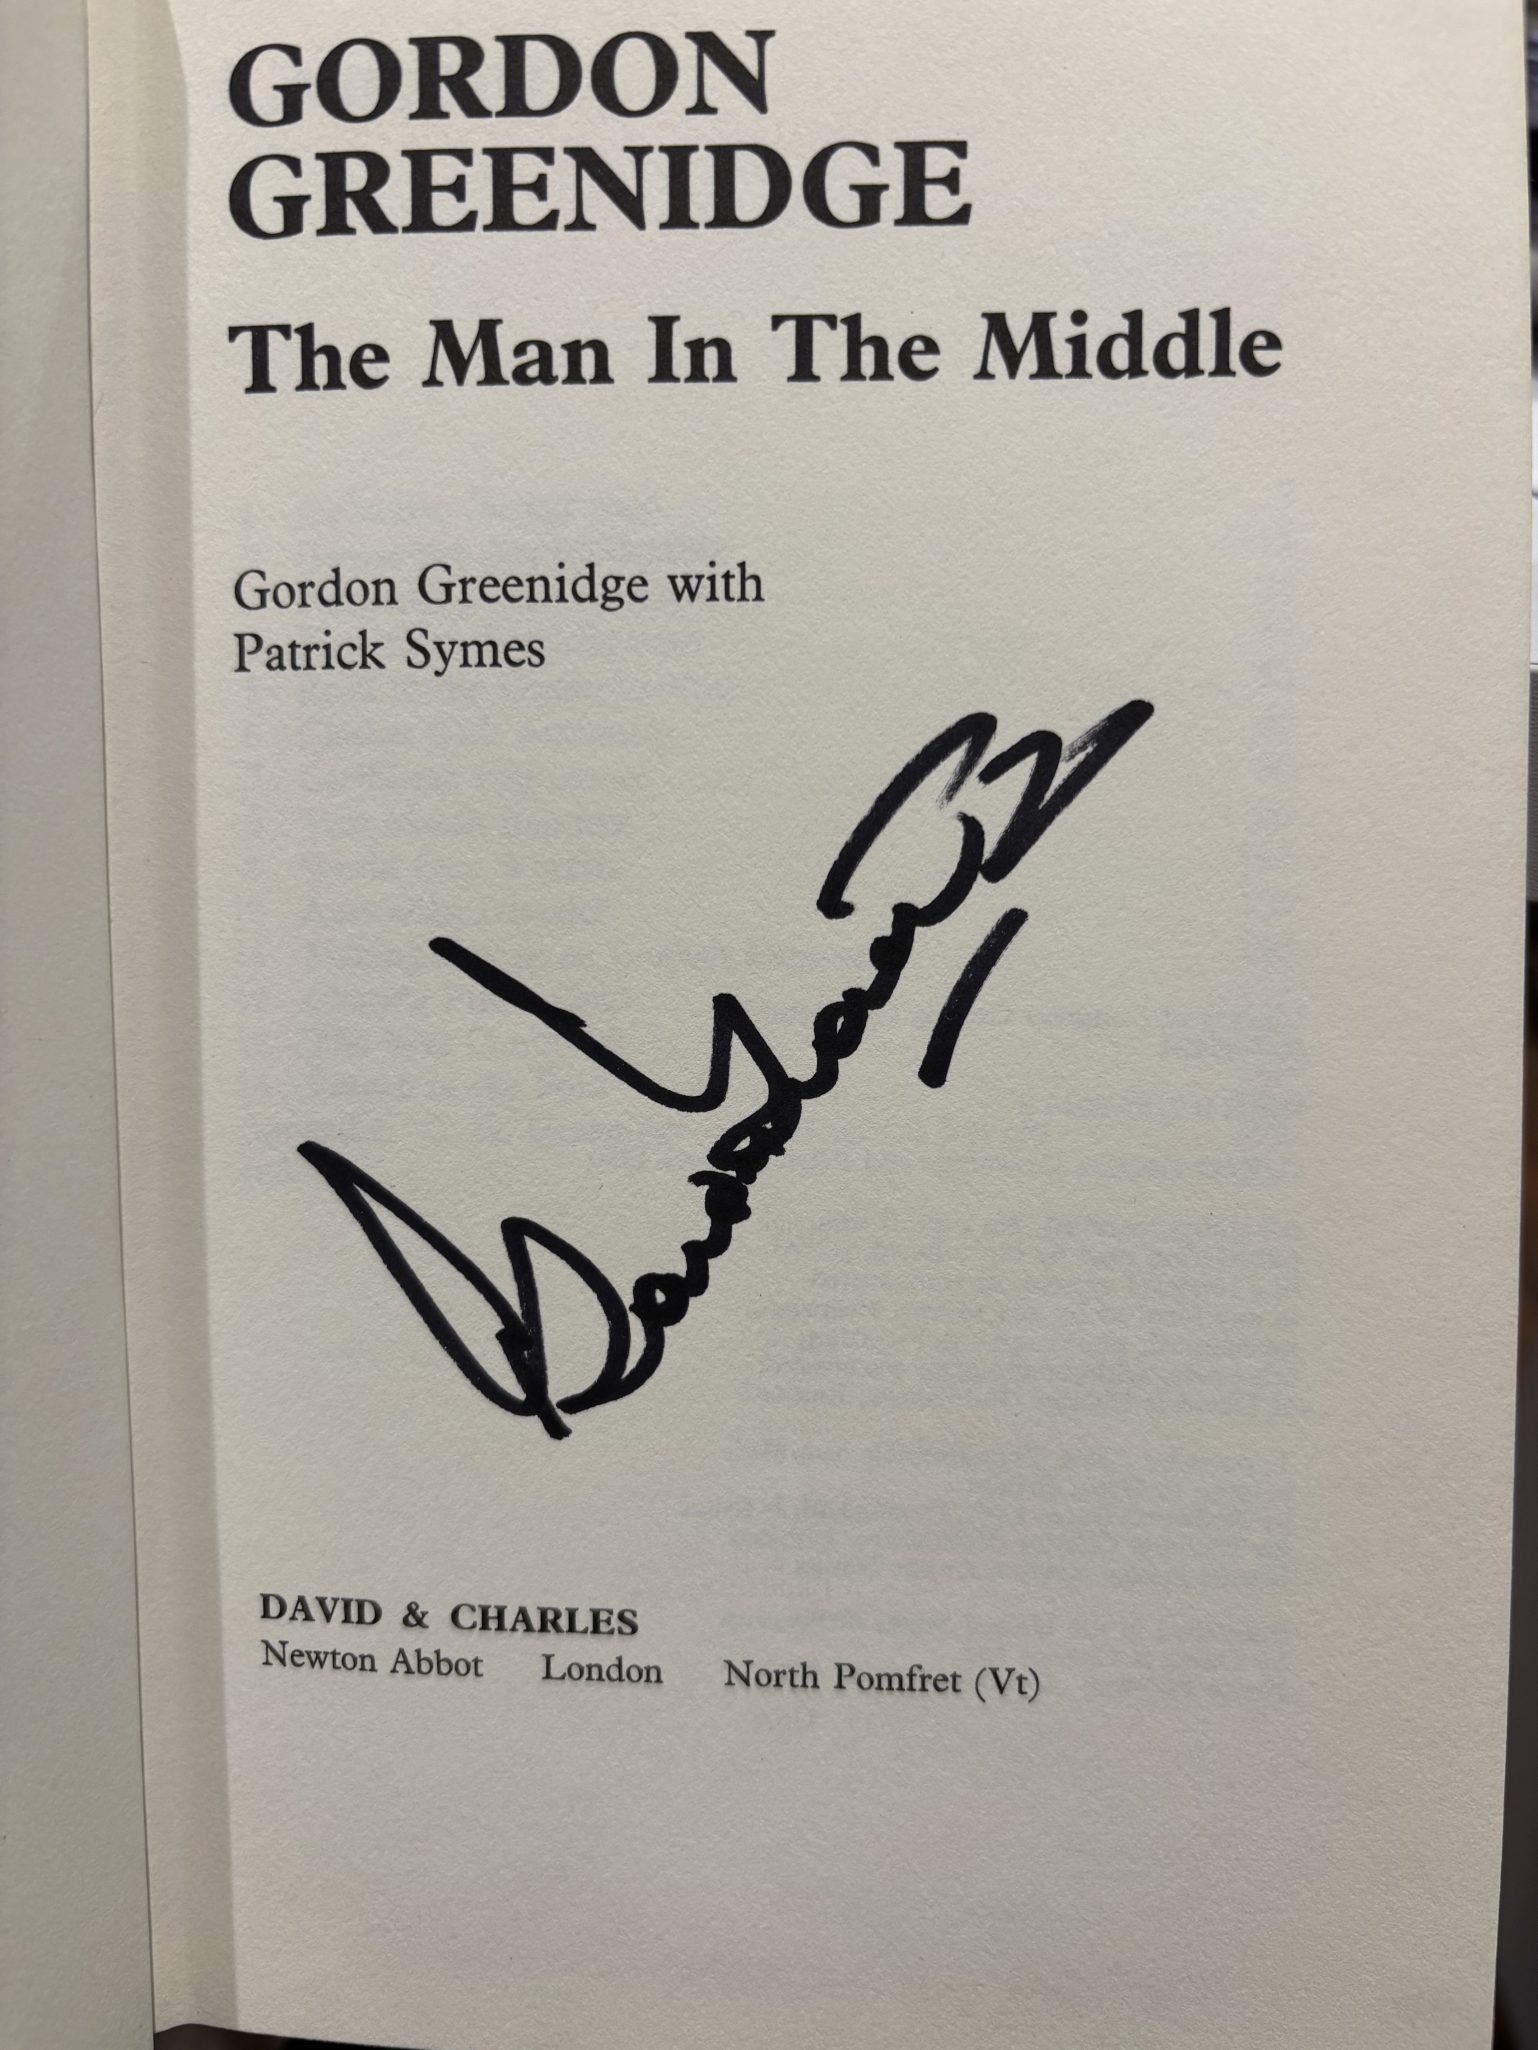 GORDON
GREENIDGE
The Man In The Middle
Gordon Greenidge with
Patrick Symes
DAVID & CHARLES
Newton Abbot London North Pomfret (Vt)